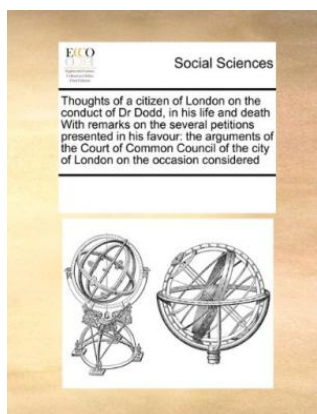 ECCO
Social Sciences
Thoughts of a citizen of London on the
conduct of Dr Dodd, in his life and death
With remarks on the several petitions
presented in his favour: the arguments of
the Court of Common Council of the city
of London on the occasion considered